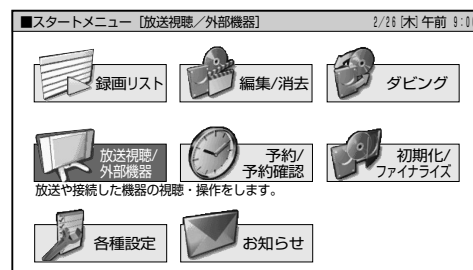 ■スタートメニュー [放送視聴／外部機器]
2/26[木]午前 9:00
録画リスト
編集/消去
ダビング
放送視聴/
外部機器
予約/
予約確認
初期化/
ファイナライズ
放送や接続した機器の視聴・操作をします。
各種設定
お知らせ